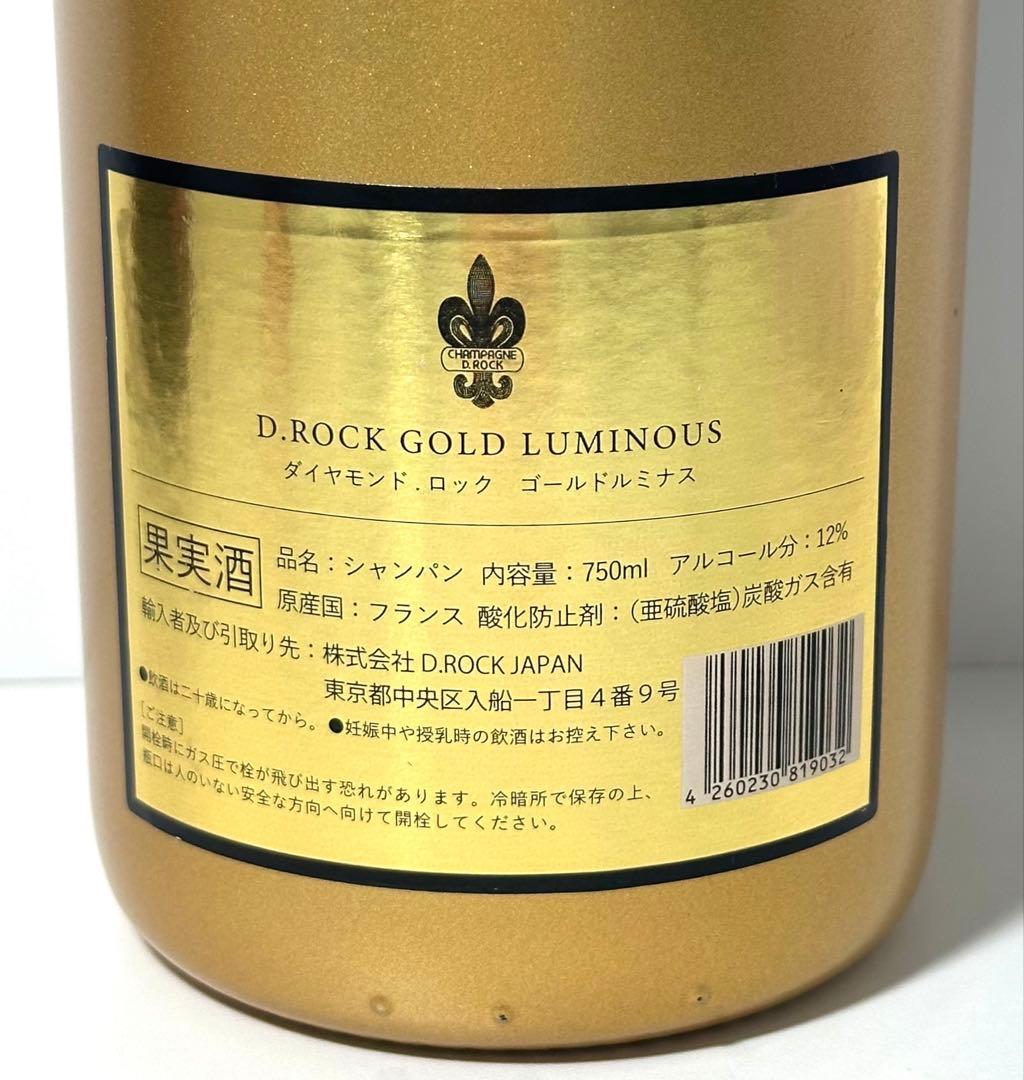 CHAMPAGNE
D.ROCK
D.ROCK GOLD LUMINOUS
ダイヤモンド.ロック ゴールドルミナス
果実酒
品名：シャンパン 内容量：750ml アルコール分：12%
原産国：フランス 酸化防止剤：（亜硫酸塩）炭酸ガス含有
輸入者及び引取り先：株式会社 D.ROCK JAPAN
東京都中央区入船一丁目４番９号
●飲酒は二十歳になってから。 ●妊娠中や授乳時の飲酒はお控え下さい。
［ご注意］
開栓時にガス圧で栓が飛び出す恐れがあります。冷暗所で保存の上、
瓶口は人のいない安全な方向へ向けて開栓してください。
4 260230 819032